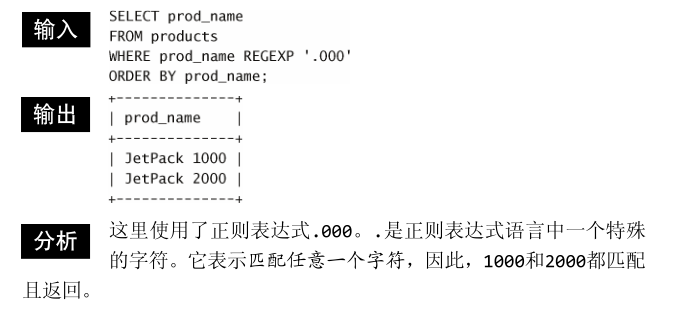 输入
SELECT prod_name
FROM products
WHERE prod_name REGEXP '.000'
ORDER BY prod_name;
输出
+--------------+
| prod_name    |
+--------------+
| JetPack 1000 |
| JetPack 2000 |
+--------------+
分析
这里使用了正则表达式.000。.是正则表达式语言中一个特殊
的字符。它表示匹配任意一个字符，因此，1000和2000都匹配
且返回。